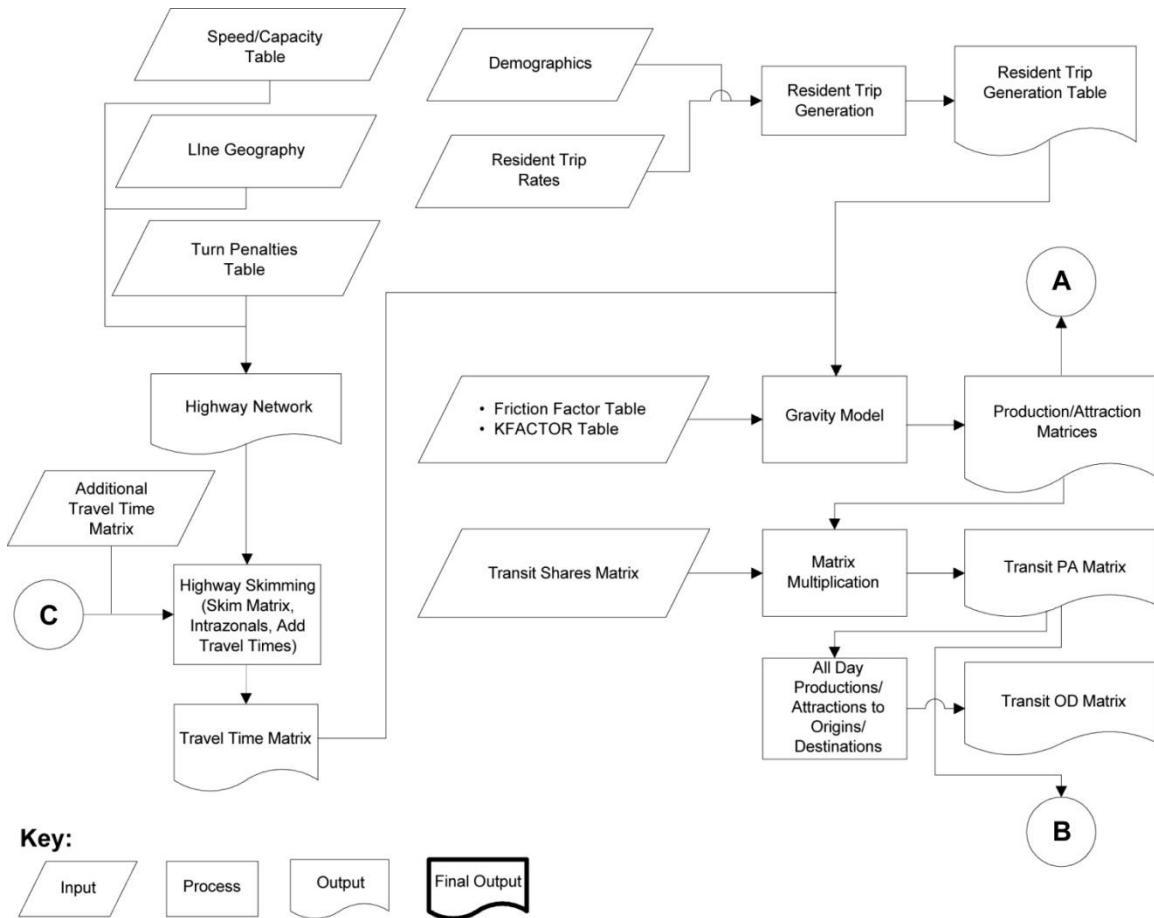 Speed/Capacity
Table
LIne Geography
Turn Penalties
Table
Highway Network
Additional
Travel Time
Matrix
C
Highway Skimming
(Skim Matrix,
Intrazonals, Add
Travel Times)
Travel Time Matrix
Demographics
Resident Trip
Rates
Resident Trip
Generation
Resident Trip
Generation Table
A
• Friction Factor Table
• KFACTOR Table
Gravity Model
Production/Attraction
Matrices
Transit Shares Matrix
Matrix
Multiplication
Transit PA Matrix
All Day
Productions/
Attractions to
Origins/
Destinations
Transit OD Matrix
B
Key:
Input
Process
Output
Final Output